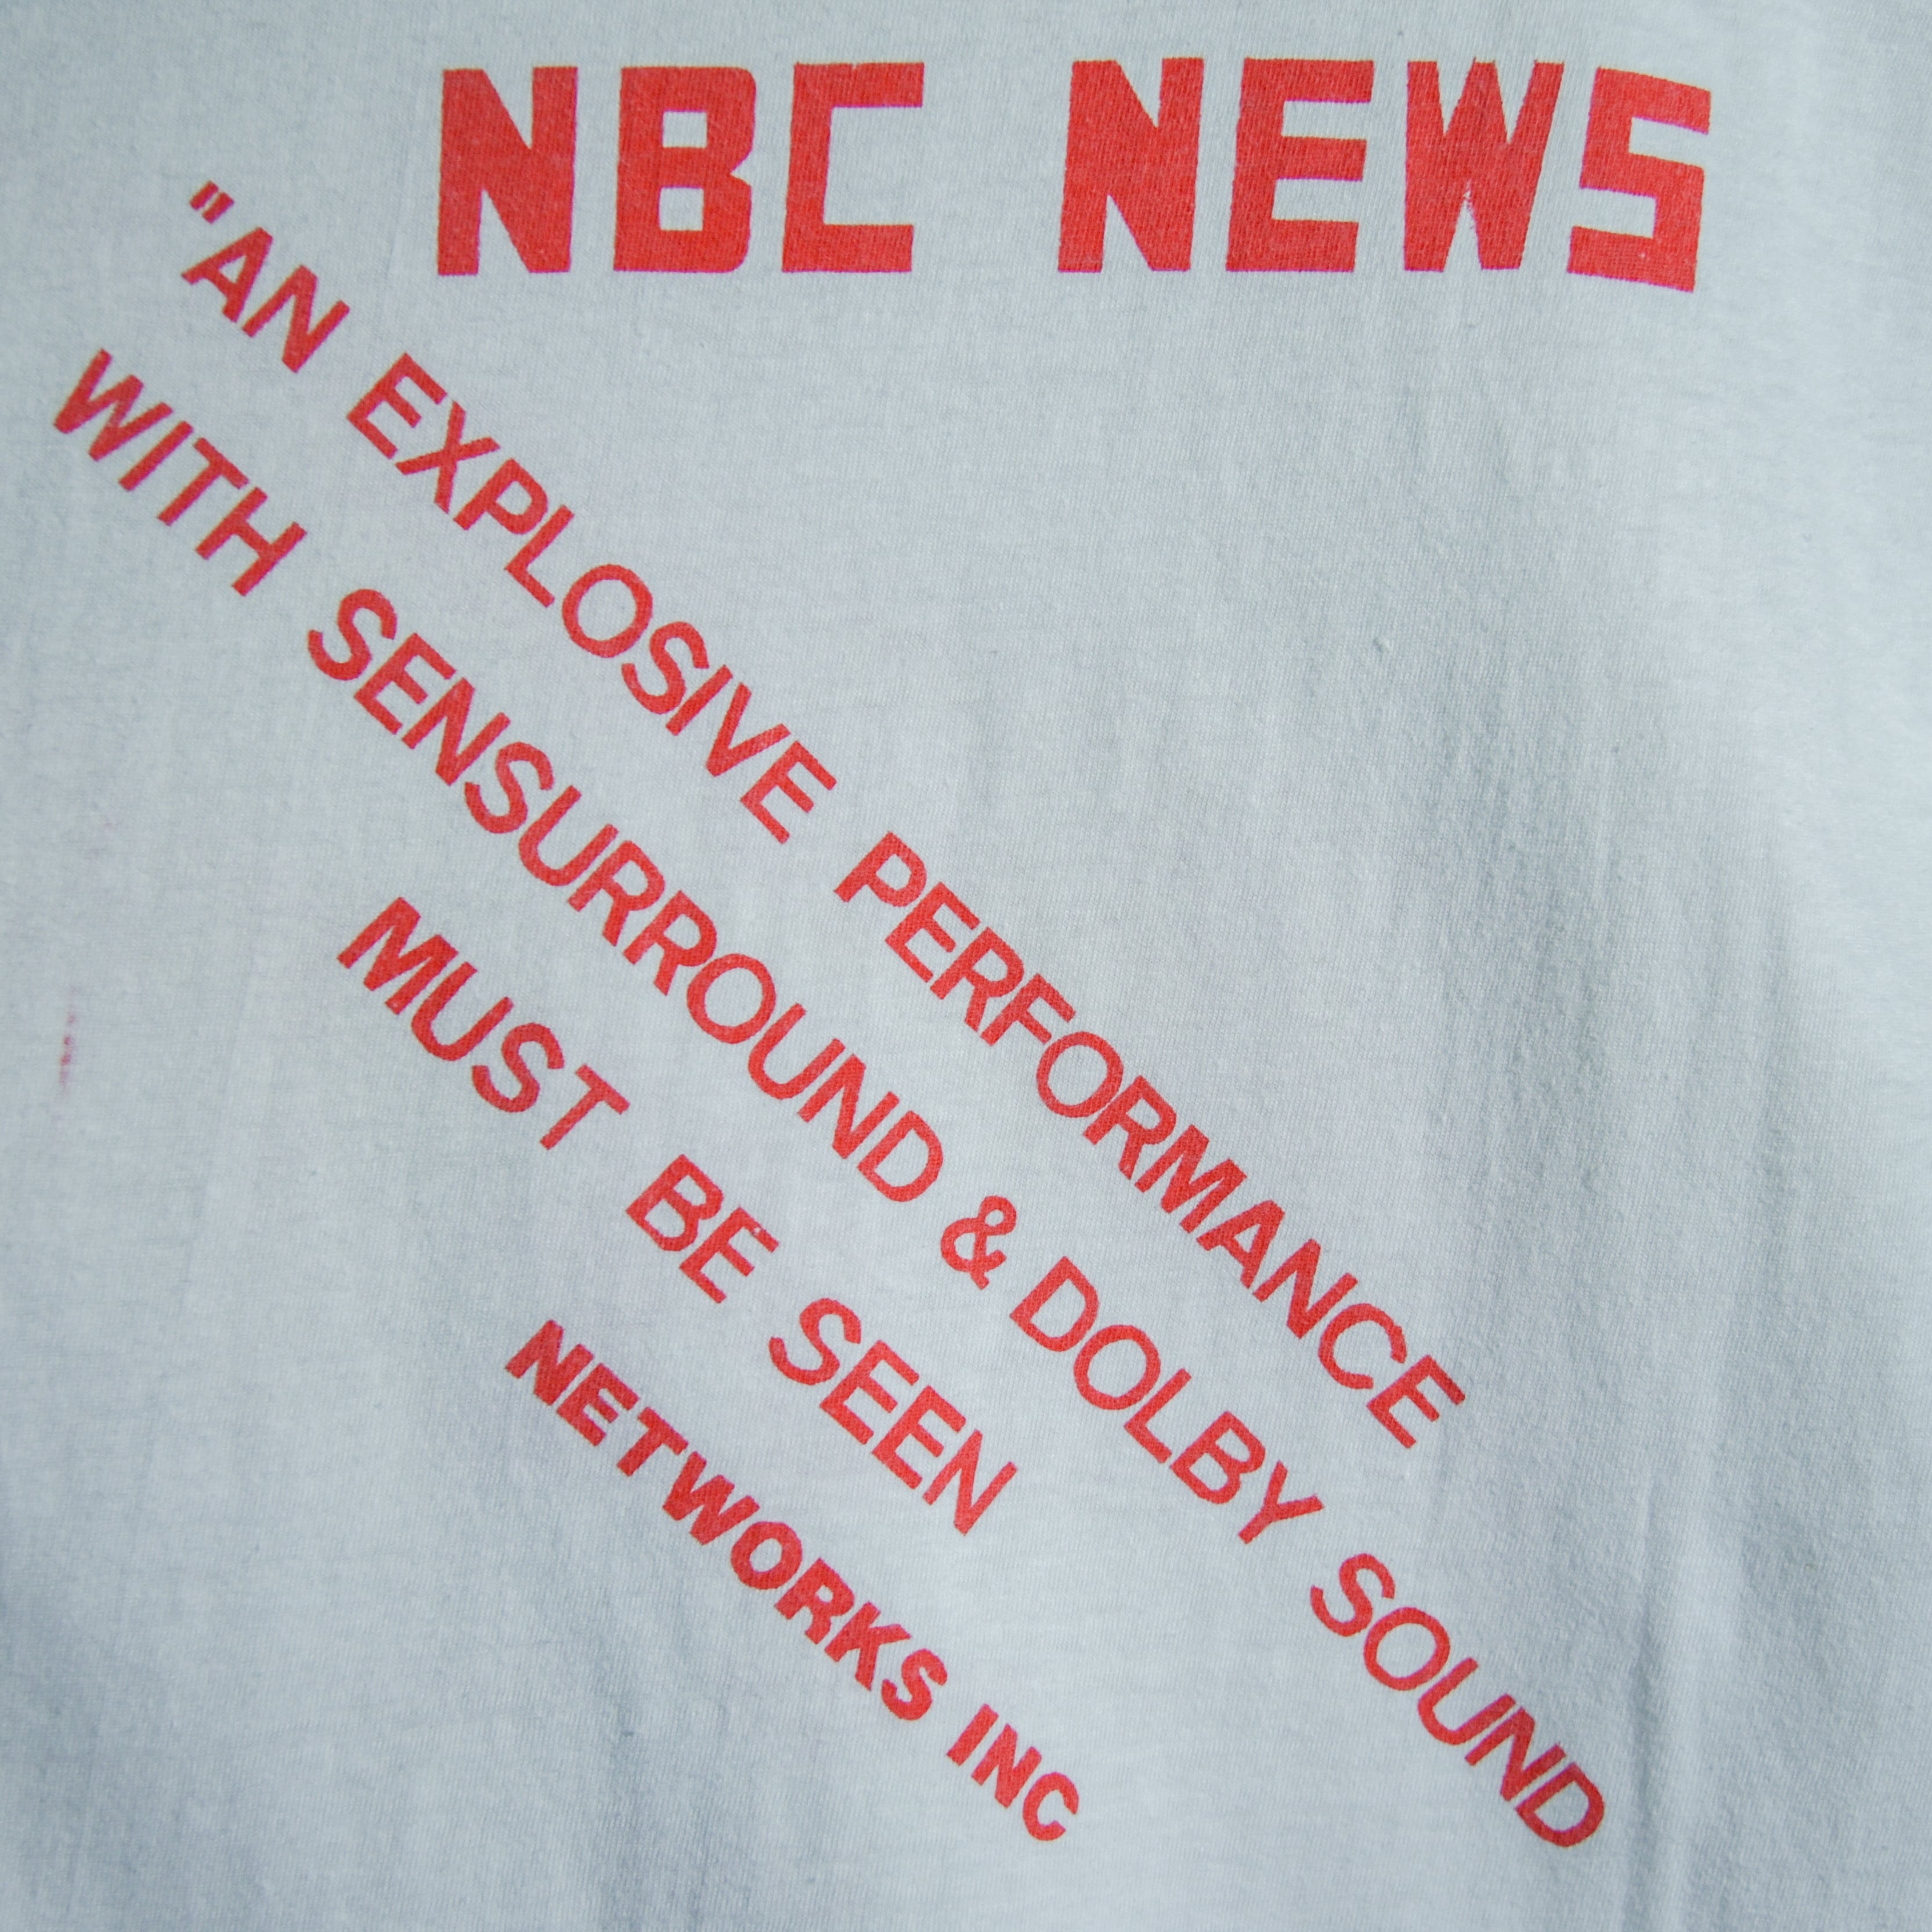 NBC NEWS
"AN EXPLOSIVE PERFORMANCE
WITH SENSURROUND & DOLBY SOUND
MUST BE SEEN
NETWORKS INC